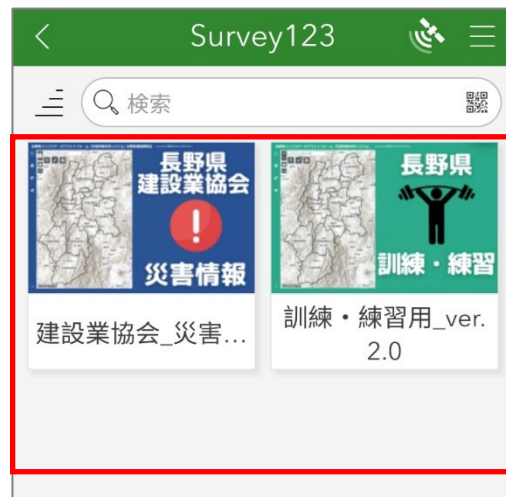 Survey123
検索
長野県
建設業協会
災害情報
長野県
訓練・練習
建設業協会_災害...
訓練・練習用_ver.
2.0